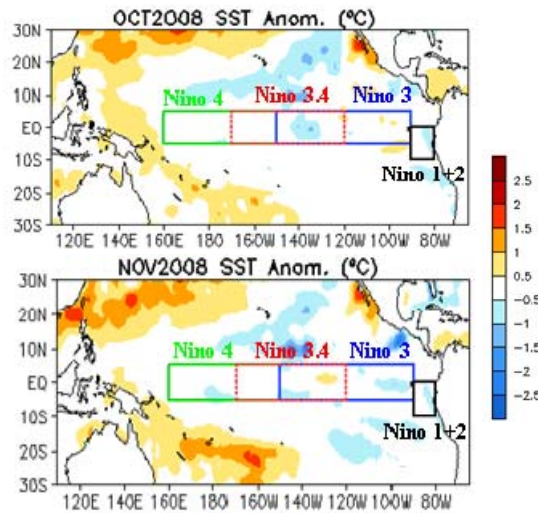 OCT2008 SST Anom. (°C)
30N
20N
10N
EQ
10S
20S
30S
Nino 4
Nino 3.4
Nino 3
Nino 1+2
120E 140E 160E 180 160W 140W 120W 100W 80W
NOV2008 SST Anom. (°C)
30N
20N
10N
EQ
10S
20S
30S
Nino 4
Nino 3.4
Nino 3
Nino 1+2
120E 140E 160E 180 160W 140W 120W 100W 80W
2.5
2
1.5
1
0.5
-0.5
-1
-1.5
-2
-2.5